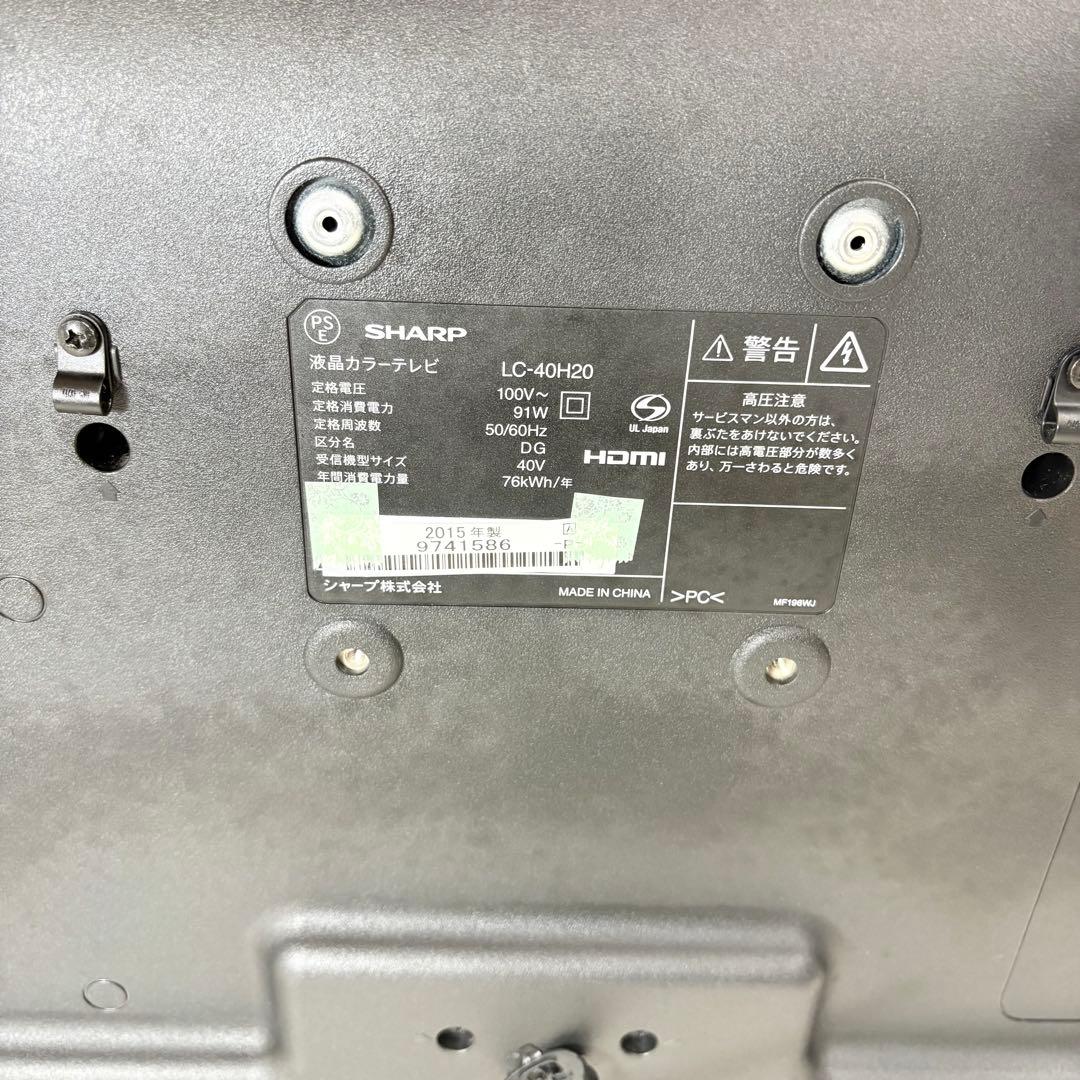 PS
E
SHARP
液晶カラーテレビ LC-40H20
定格電圧 100V～
定格消費電力 91W
定格周波数 50/60Hz
区分名 DG
受信機型サイズ 40V
年間消費電力量 76kWh/年
UL Japan
HDMI
2015年製 A
9741586 -P-
シャープ株式会社
MADE IN CHINA
警告
高圧注意
サービスマン以外の方は、
裏ぶたをあけないでください。
内部には高電圧部分が数多く
あり、万一さわると危険です。
>PC<
MF196WJ